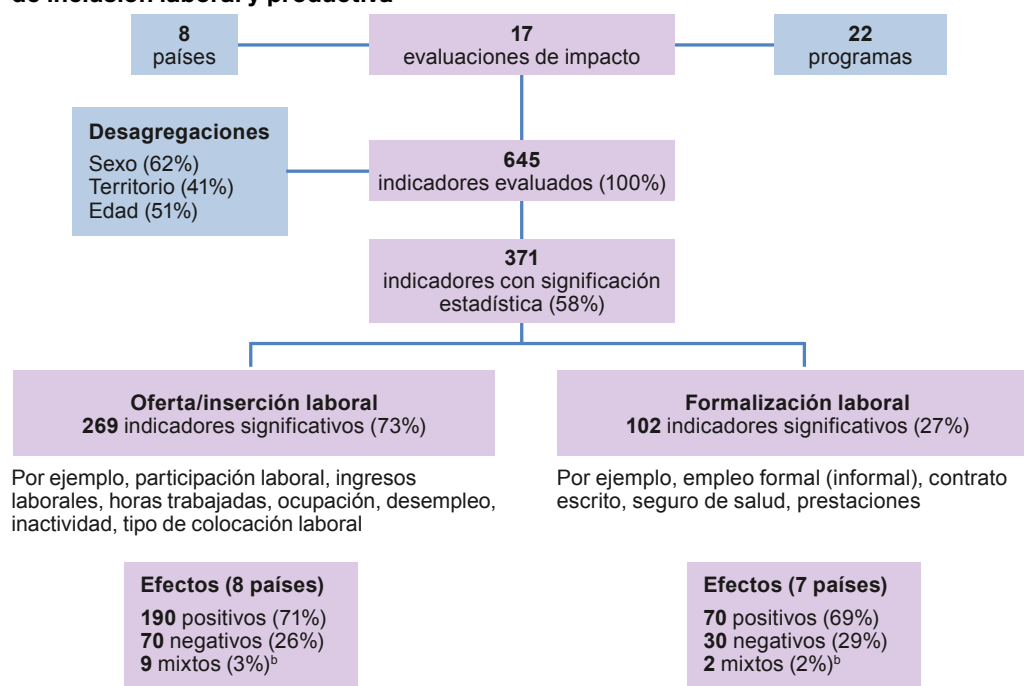 de inclusión laboral y productiva
8
países
17
evaluaciones de impacto
22
programas
Desagregaciones
Sexo (62%)
Territorio (41%)
Edad (51%)
645
indicadores evaluados (100%)
371
indicadores con significación
estadística (58%)
Oferta/inserción laboral
269 indicadores significativos (73%)
Formalización laboral
102 indicadores significativos (27%)
Por ejemplo, participación laboral, ingresos
laborales, horas trabajadas, ocupación, desempleo,
inactividad, tipo de colocación laboral
Por ejemplo, empleo formal (informal), contrato
escrito, seguro de salud, prestaciones
Efectos (8 países)
190 positivos (71%)
70 negativos (26%)
9 mixtos (3%)ᵇ
Efectos (7 países)
70 positivos (69%)
30 negativos (29%)
2 mixtos (2%)ᵇ